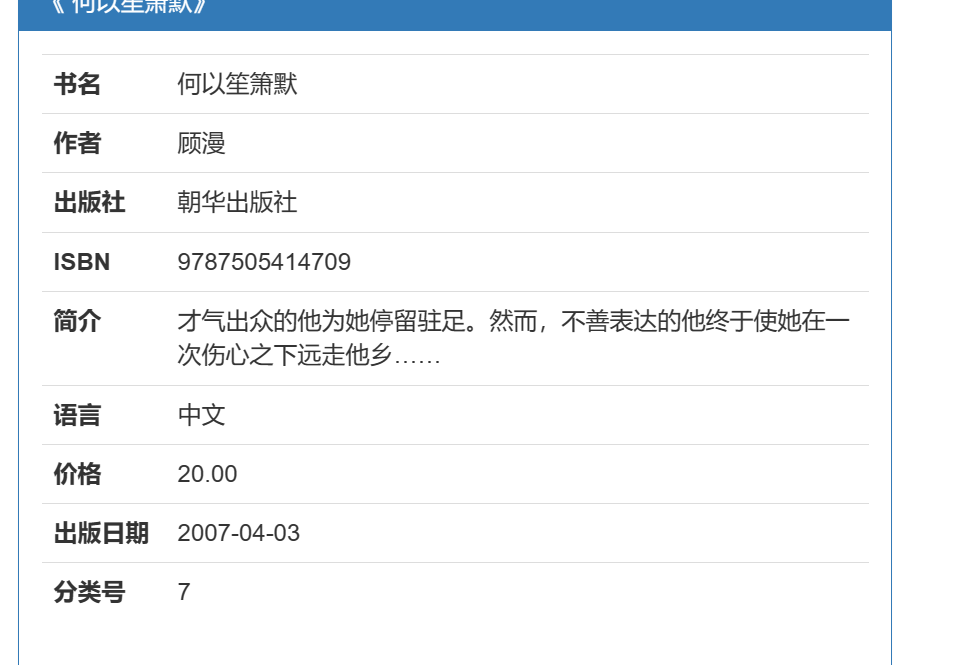 《 何以笙箫默》
书名 何以笙箫默
作者 顾漫
出版社 朝华出版社
ISBN 9787505414709
简介 才气出众的他为她停留驻足。然而，不善表达的他终于使她在一
次伤心之下远走他乡……
语言 中文
价格 20.00
出版日期 2007-04-03
分类号 7